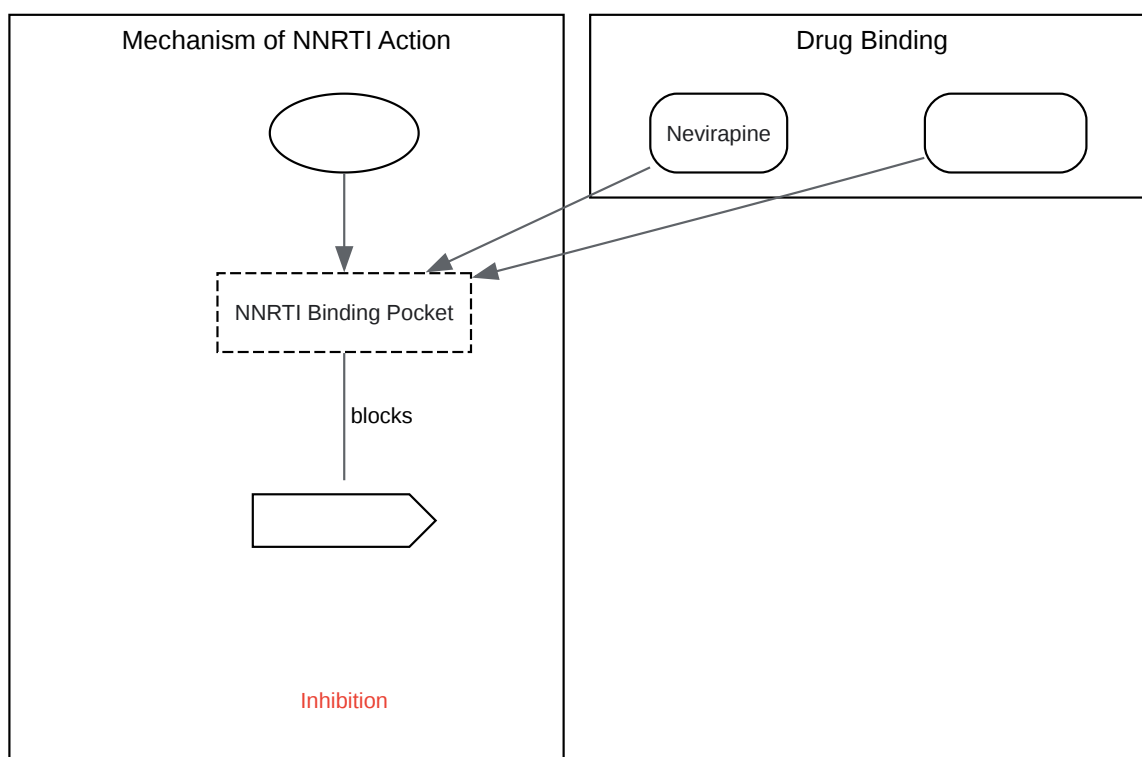 Mechanism of NNRTI Action
Drug Binding
Nevirapine
NNRTI Binding Pocket
blocks
Inhibition